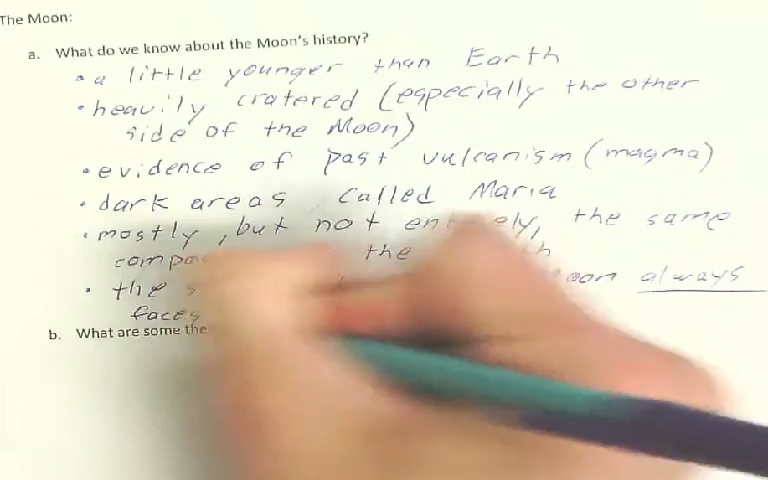 The Moon:
a. What do we know about the Moon's history?
• a little younger than Earth
• heavily cratered (especially the other
side of the Moon)
• evidence of past vulcanism (magma)
• dark areas called Maria
• mostly, but not the same
the
• the always
faces
b. What are some the